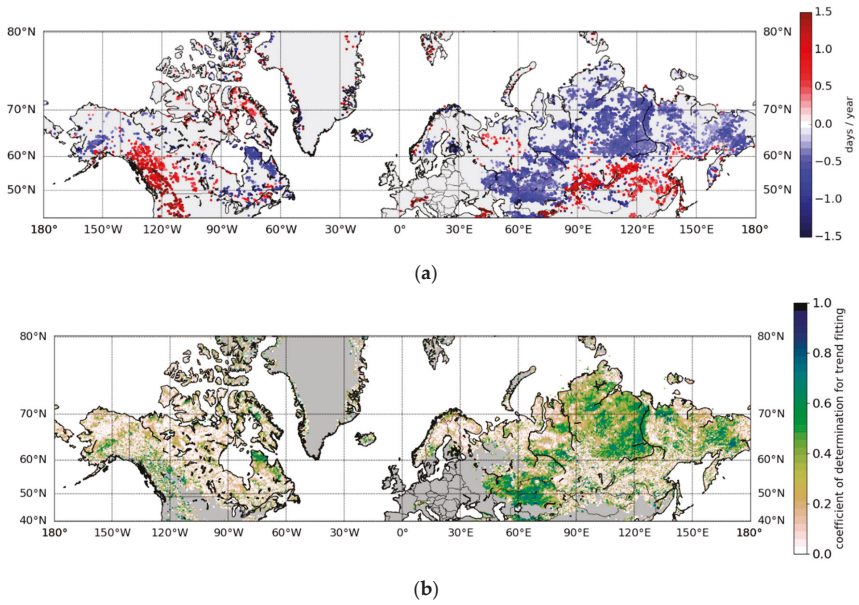 80°N 80°N
70°N 70°N
60°N 60°N
50°N 50°N
180° 150°W 120°W 90°W 60°W 30°W 0° 30°E 60°E 90°E 120°E 150°E 180°
1.5
1.0
0.5
0.0
−0.5
−1.0
−1.5
days / year
(a)
80°N 80°N
70°N 70°N
60°N 60°N
50°N 50°N
40°N 40°N
180° 150°W 120°W 90°W 60°W 30°W 0° 30°E 60°E 90°E 120°E 150°E 180°
1.0
0.8
0.6
0.4
0.2
0.0
coefficient of determination for trend fitting
(b)